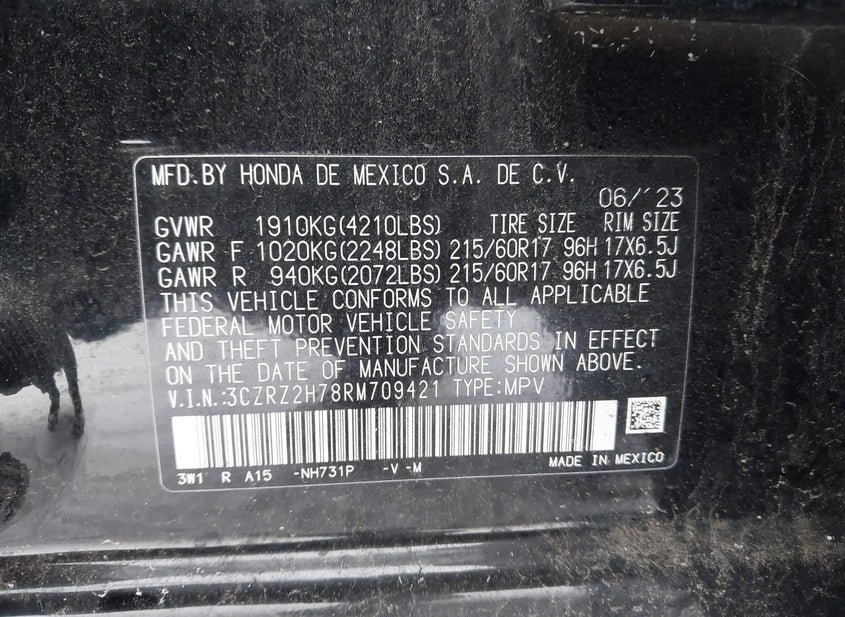 MFD.BY HONDA DE MEXICO S.A. DE C.V.
06/'23
GVWR 1910KG(4210LBS) TIRE SIZE RIM SIZE
GAWR F 1020KG(2248LBS) 215/60R17 96H 17X6.5J
GAWR R 940KG(2072LBS) 215/60R17 96H 17X6.5J
THIS VEHICLE CONFORMS TO ALL APPLICABLE
FEDERAL MOTOR VEHICLE SAFETY
AND THEFT PREVENTION STANDARDS IN EFFECT
ON THE DATE OF MANUFACTURE SHOWN ABOVE.
V.I.N.:3CZRZ2H78RM709421 TYPE:MPV
3W1 R A15 -NH731P -V -M MADE IN MEXICO